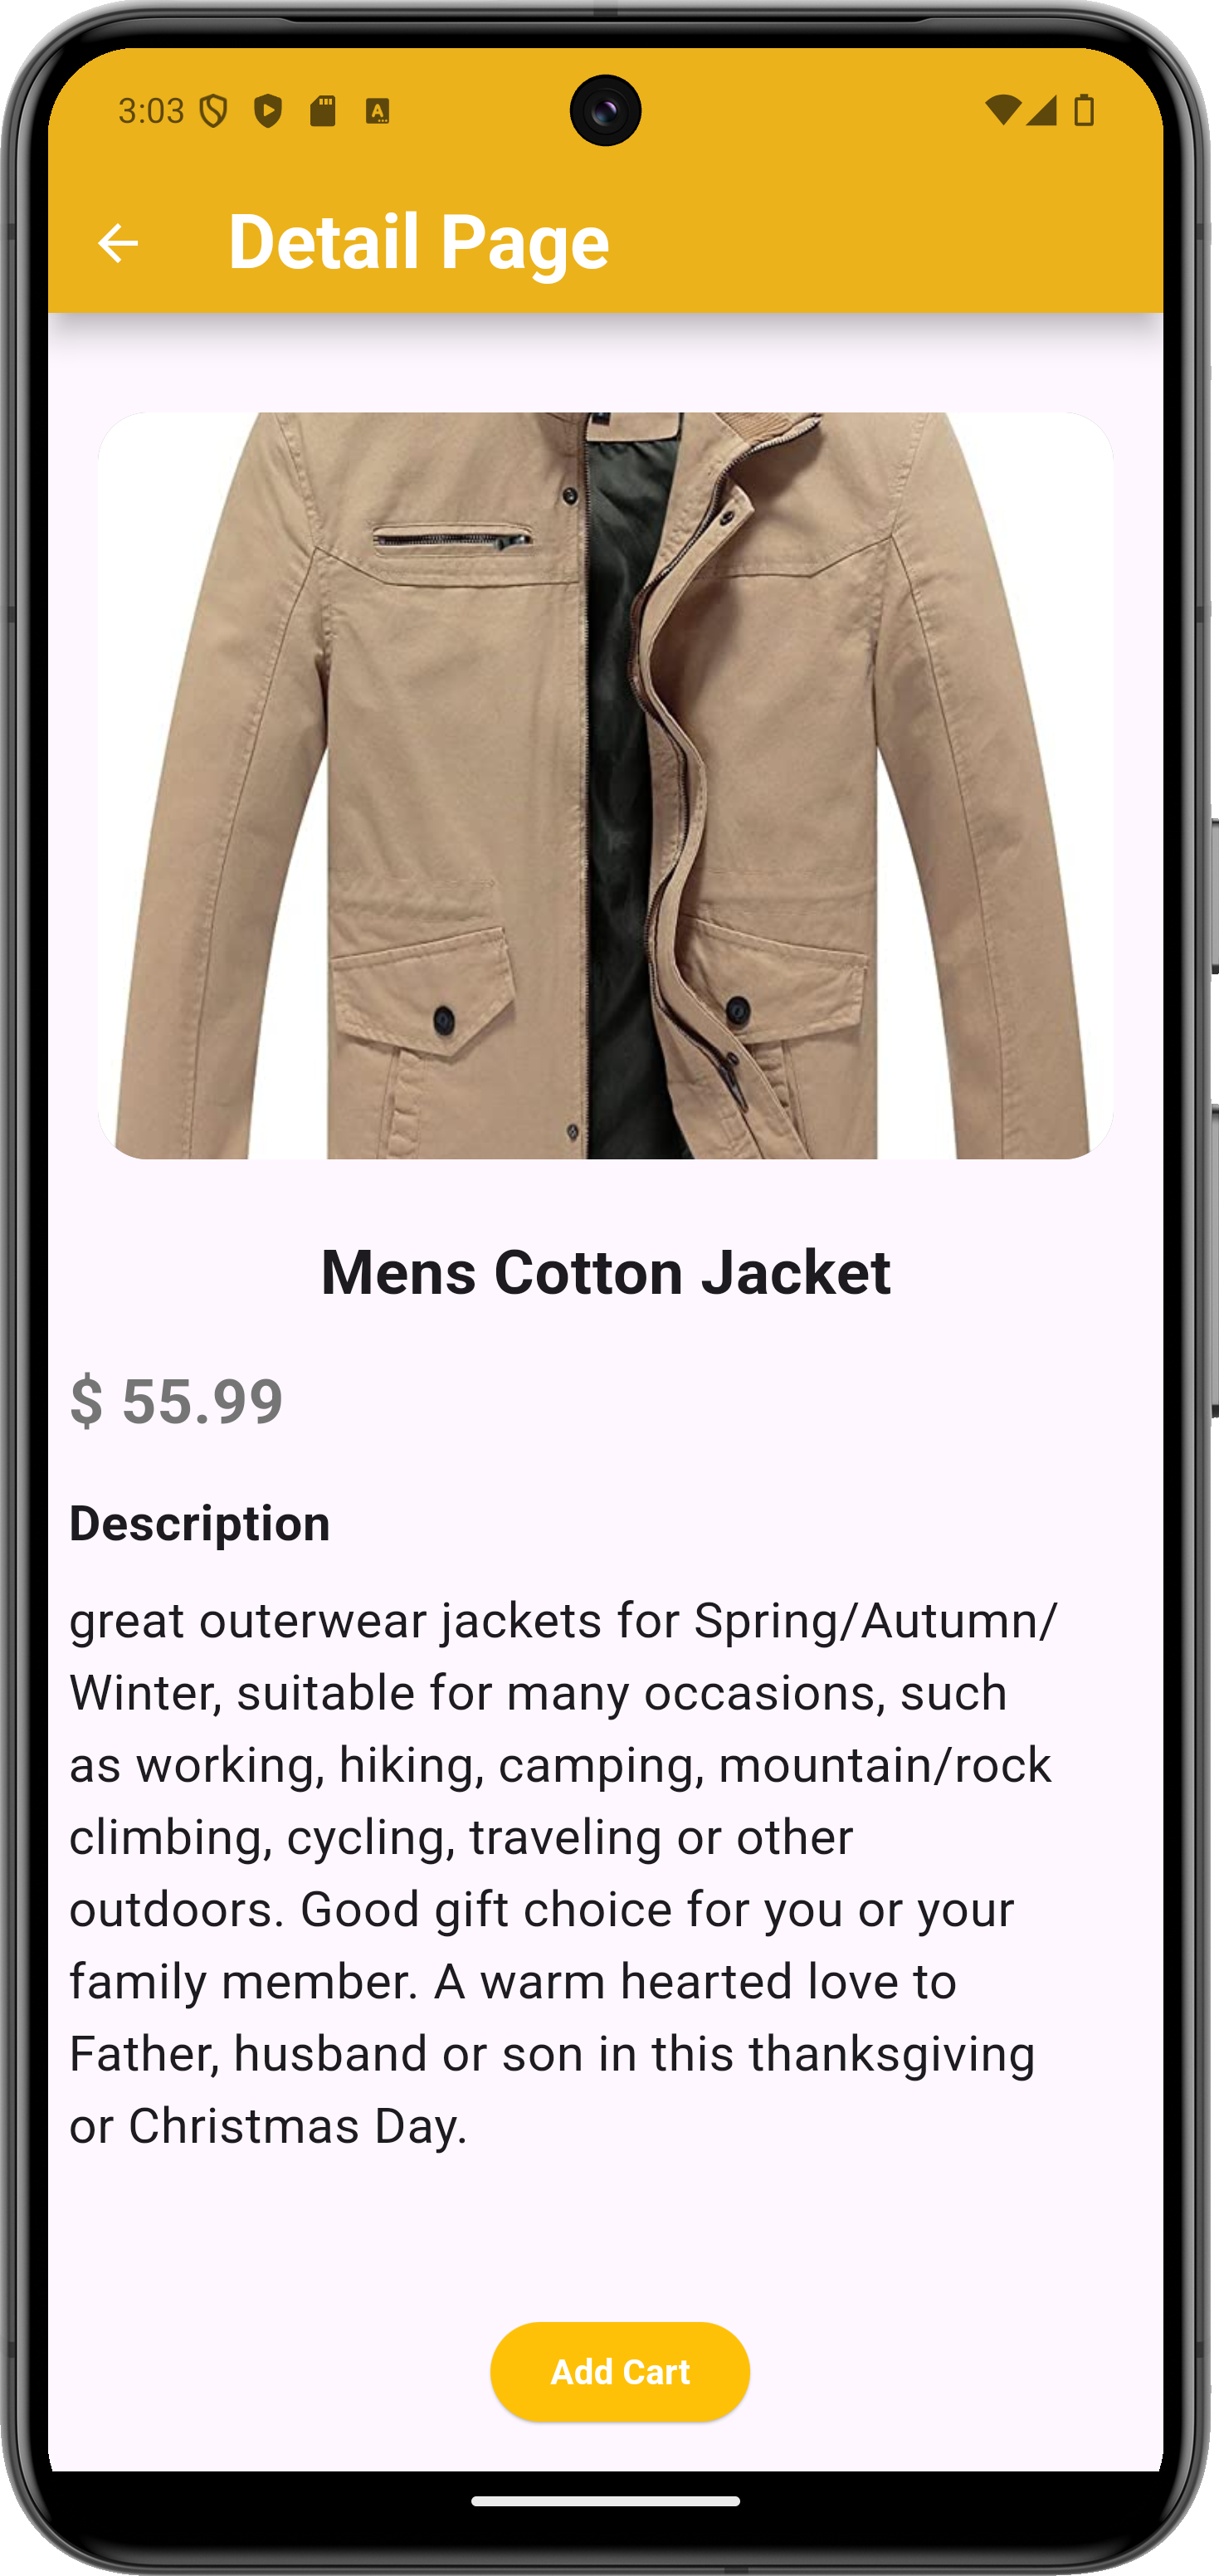 3:03
Detail Page
Mens Cotton Jacket
$ 55.99
Description
great outerwear jackets for Spring/Autumn/
Winter, suitable for many occasions, such
as working, hiking, camping, mountain/rock
climbing, cycling, traveling or other
outdoors. Good gift choice for you or your
family member. A warm hearted love to
Father, husband or son in this thanksgiving
or Christmas Day.
Add Cart